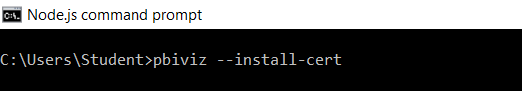 Node.js command prompt
C:\Users\Student>pbiviz --install-cert